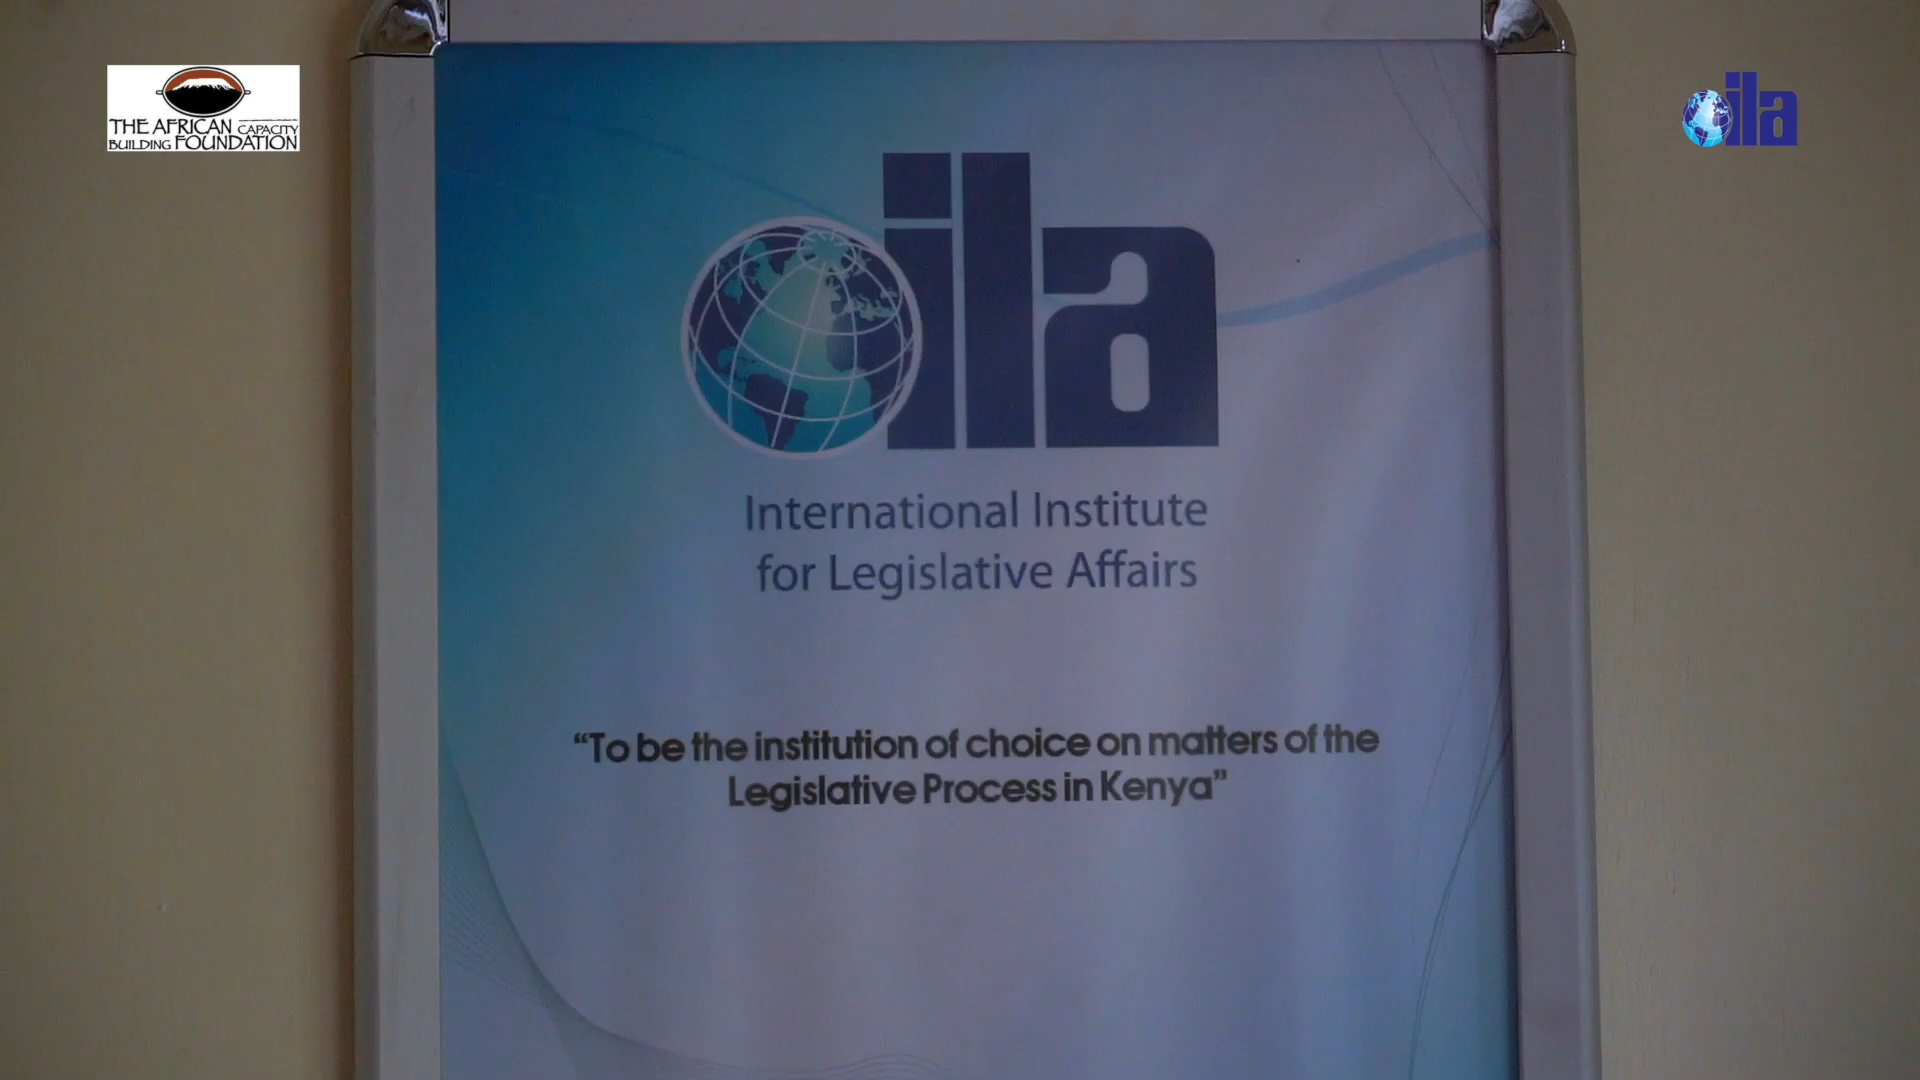 THE AFRICAN CAPACITY
BUILDING FOUNDATION
ila
ila
International Institute
for Legislative Affairs
“To be the institution of choice on matters of the
Legislative Process in Kenya”